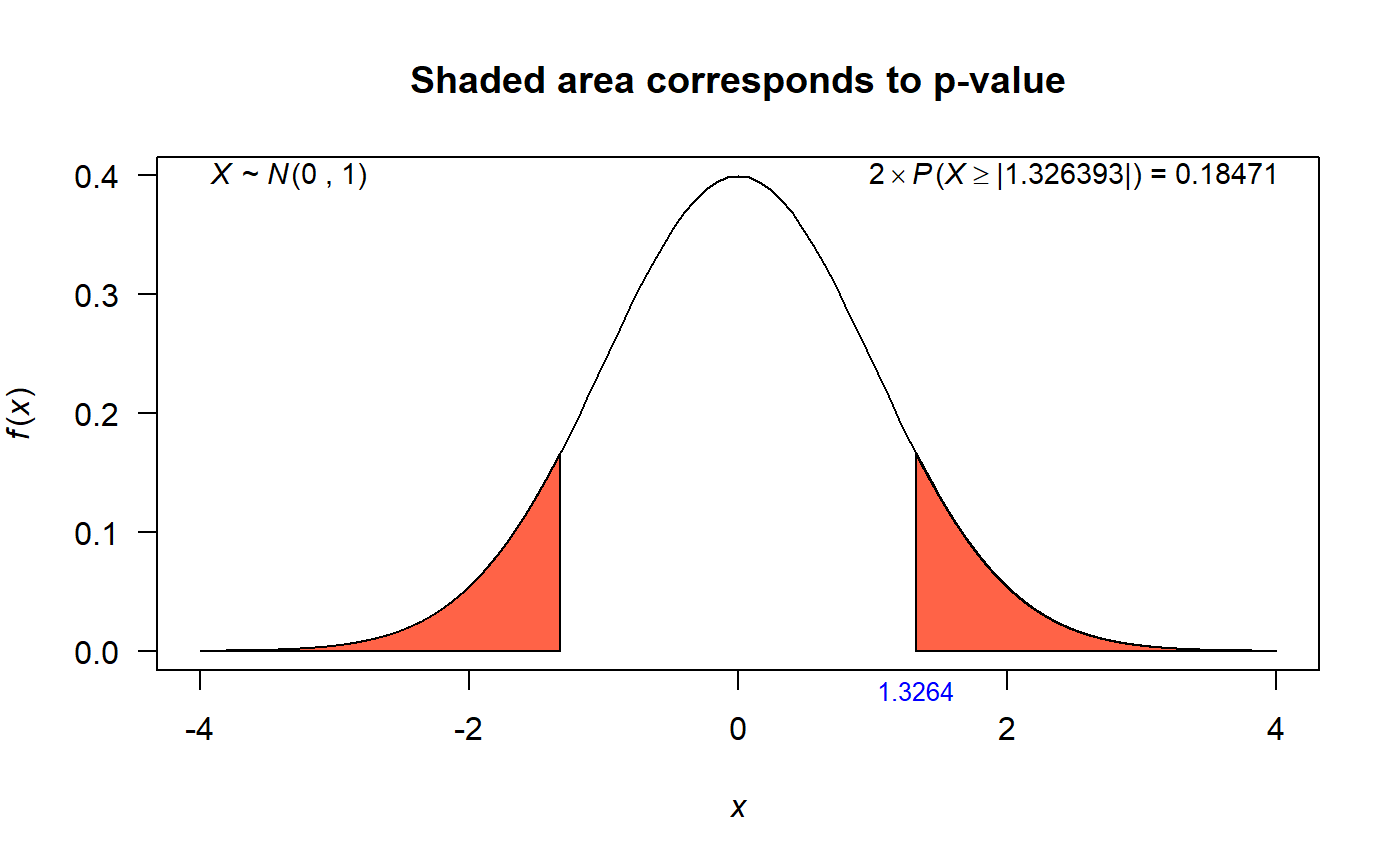 Shaded area corresponds to p-value
X ~ N(0 , 1)
2 × P(X ≥ |1.326393|) = 0.18471
0.4
0.3
0.2
0.1
0.0
f(x)
1.3264
-4 -2 0 2 4
x